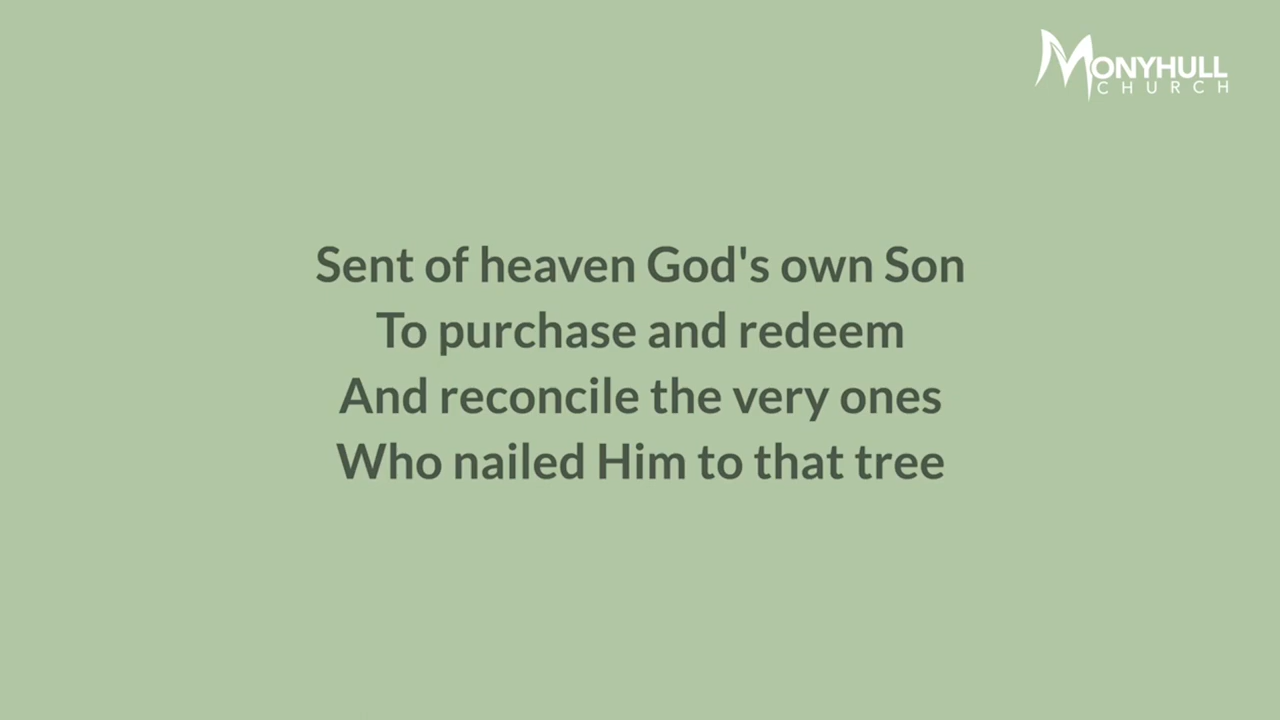 MONYHULL
CHURCH
Sent of heaven God's own Son
To purchase and redeem
And reconcile the very ones
Who nailed Him to that tree